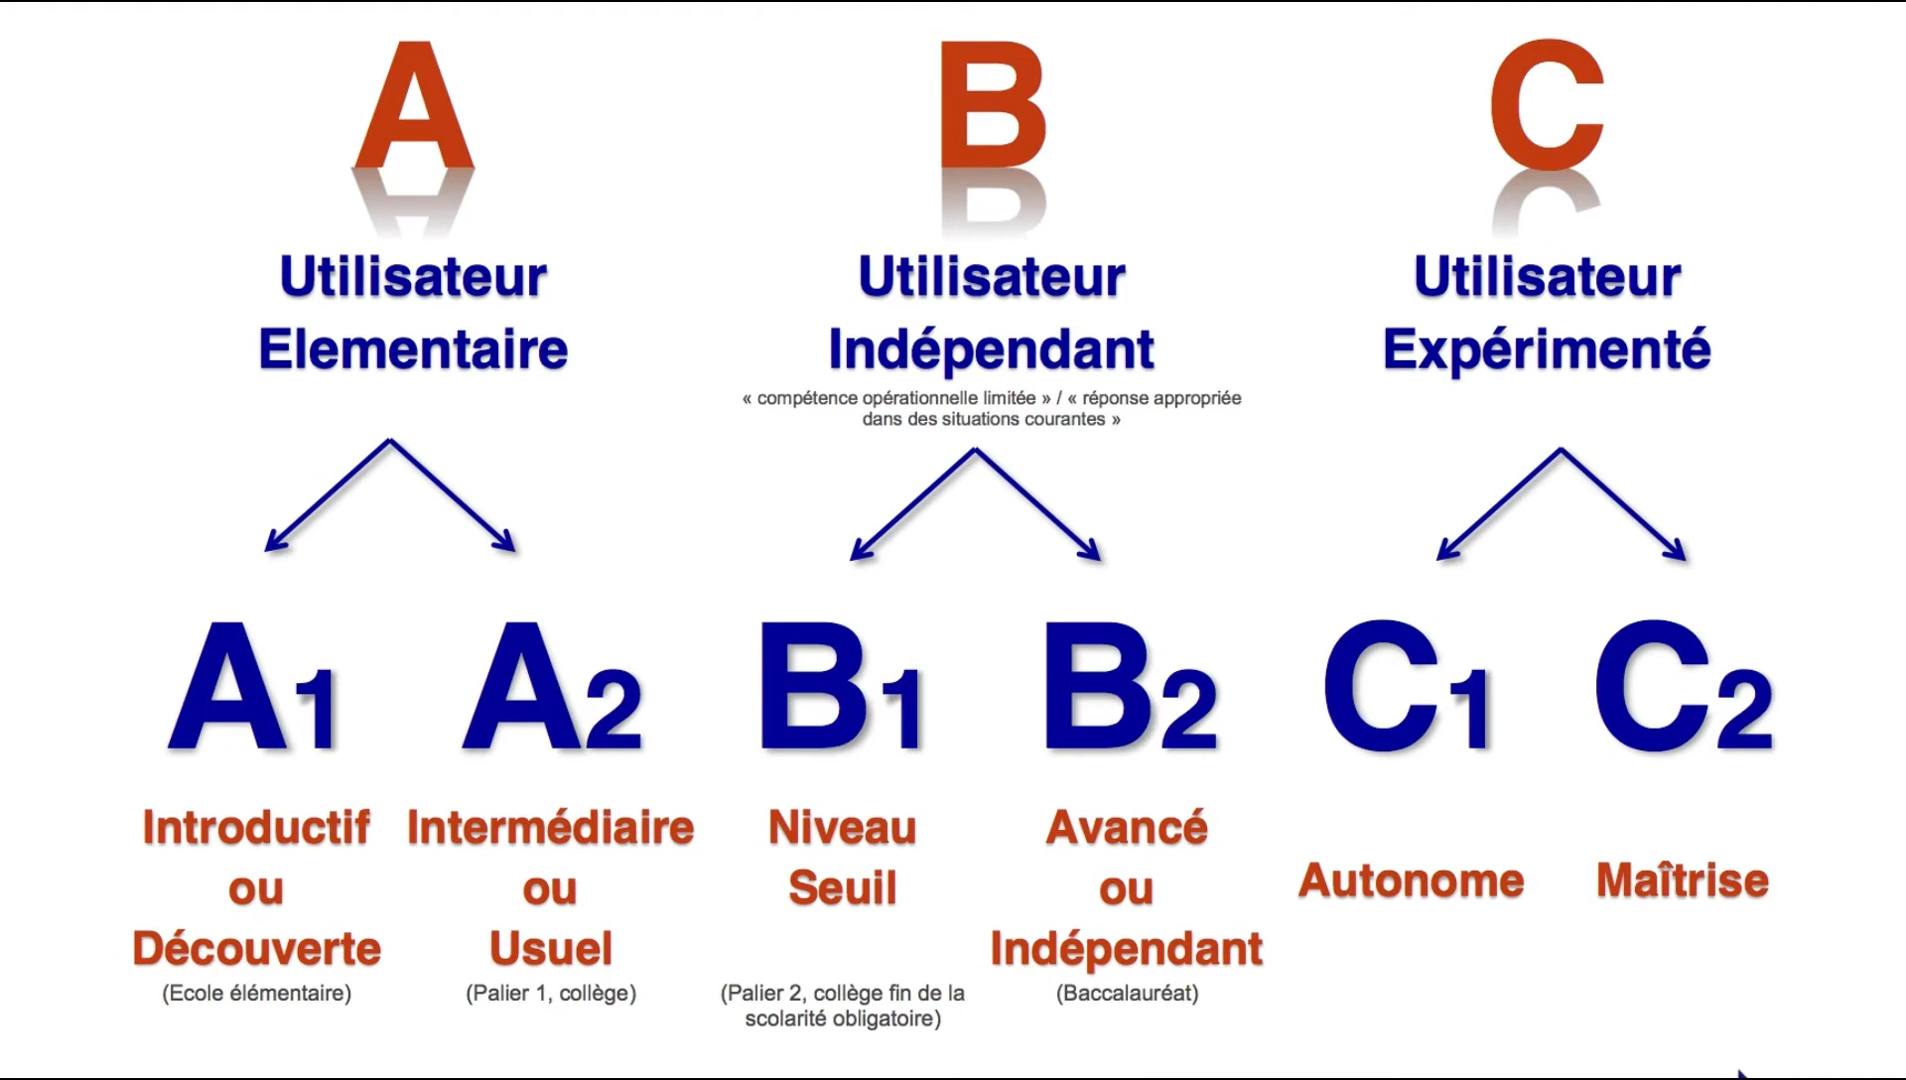 A
B
C
Utilisateur
Elementaire
Utilisateur
Indépendant
« compétence opérationnelle limitée » / « réponse appropriée
dans des situations courantes »
Utilisateur
Expérimenté
A1
A2
B1
B2
C1
C2
Introductif
ou
Découverte
(Ecole élémentaire)
Intermédiaire
ou
Usuel
(Palier 1, collège)
Niveau
Seuil
(Palier 2, collège fin de la
scolarité obligatoire)
Avancé
ou
Indépendant
(Baccalauréat)
Autonome
Maîtrise